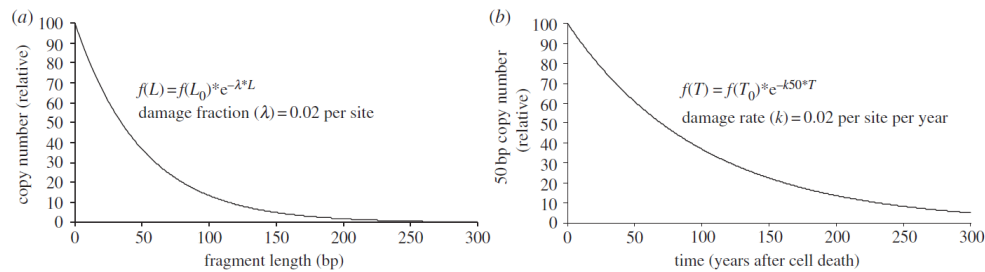 (a)
100
90
80
70
60
50
40
30
20
10
0
copy number (relative)
f(L)=f(L0)*e–λ*L
damage fraction (λ)=0.02 per site
0 50 100 150 200 250 300
fragment length (bp)
(b)
100
90
80
70
60
50
40
30
20
10
0
50 bp copy number
(relative)
f(T)=f(T0)*e–k50*T
damage rate (k)=0.02 per site per year
0 50 100 150 200 250 300
time (years after cell death)